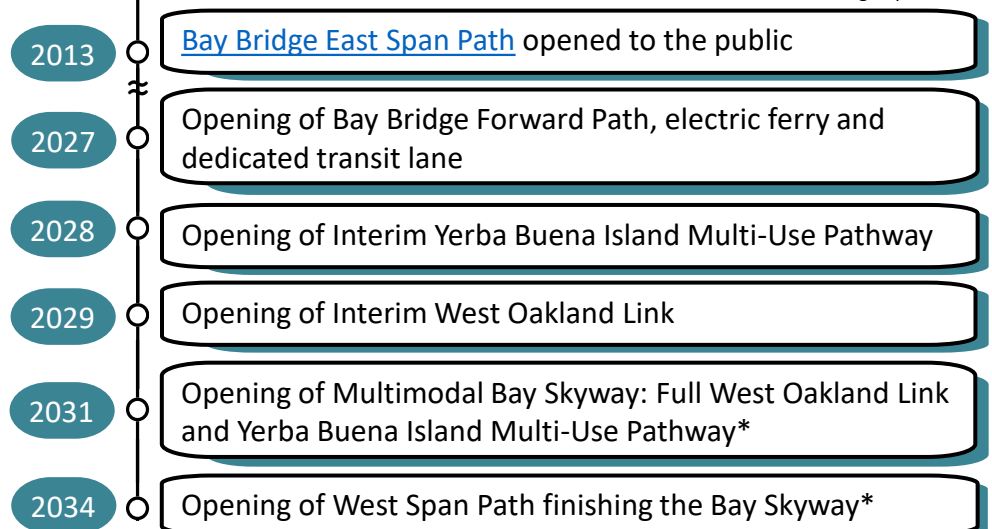 2013
Bay Bridge East Span Path opened to the public
≈
2027
Opening of Bay Bridge Forward Path, electric ferry and
dedicated transit lane
2028
Opening of Interim Yerba Buena Island Multi-Use Pathway
2029
Opening of Interim West Oakland Link
2031
Opening of Multimodal Bay Skyway: Full West Oakland Link
and Yerba Buena Island Multi-Use Pathway*
2034
Opening of West Span Path finishing the Bay Skyway*